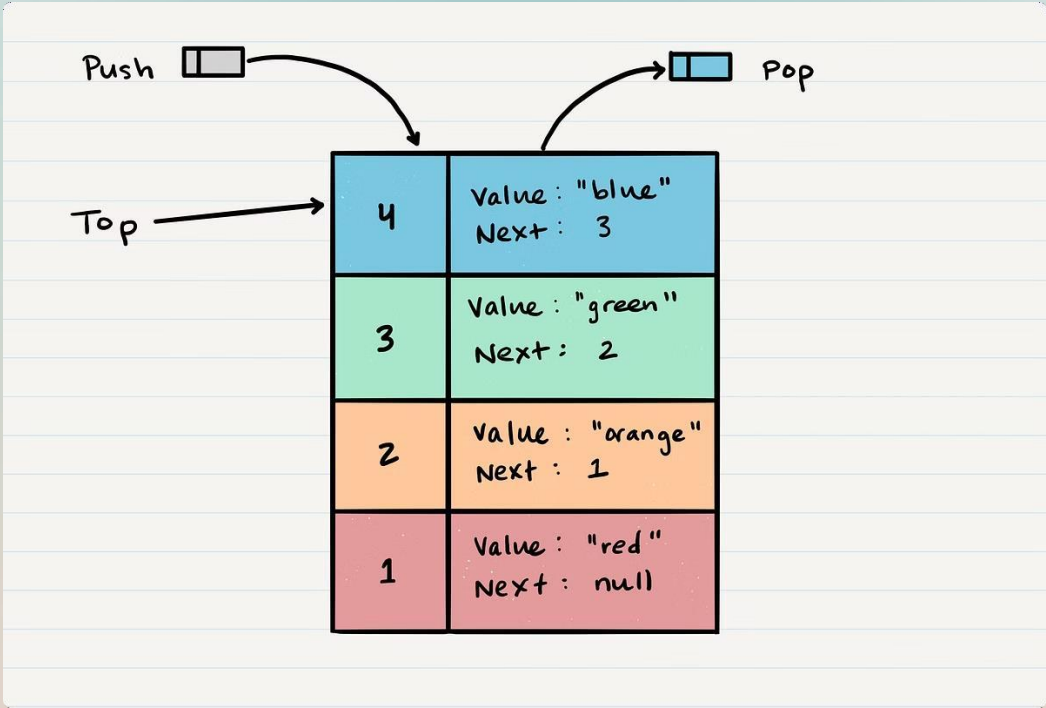 Push
Pop
Top
4
Value: "blue"
Next: 3
3
Value: "green"
Next: 2
2
Value: "orange"
Next: 1
1
Value: "red"
Next: null